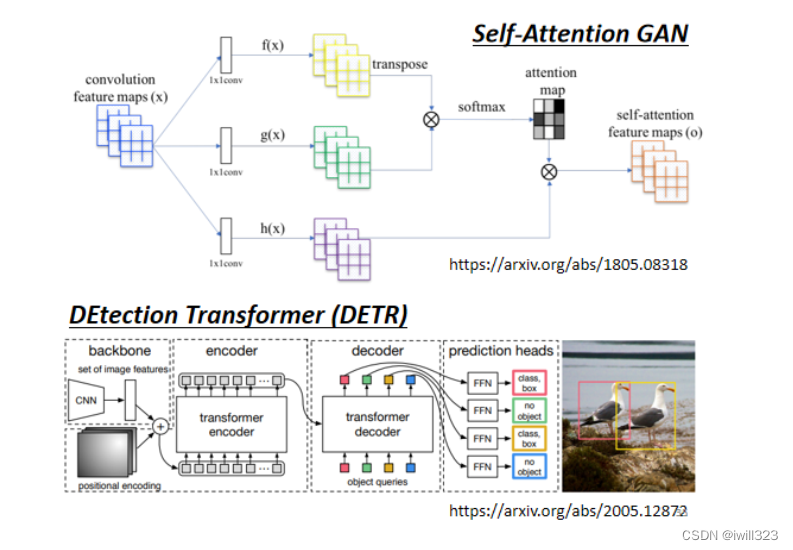 Self-Attention GAN
convolution
feature maps (x)
f(x)
1x1conv
transpose
g(x)
1x1conv
h(x)
1x1conv
softmax
attention
map
self-attention
feature maps (o)
https://arxiv.org/abs/1805.08318
DEtection Transformer (DETR)
backbone
set of image features
CNN
positional encoding
encoder
transformer
encoder
decoder
transformer
decoder
object queries
prediction heads
FFN
class,
box
FFN
no
object
FFN
class,
box
FFN
no
object
https://arxiv.org/abs/2005.12872
CSDN @iwill323